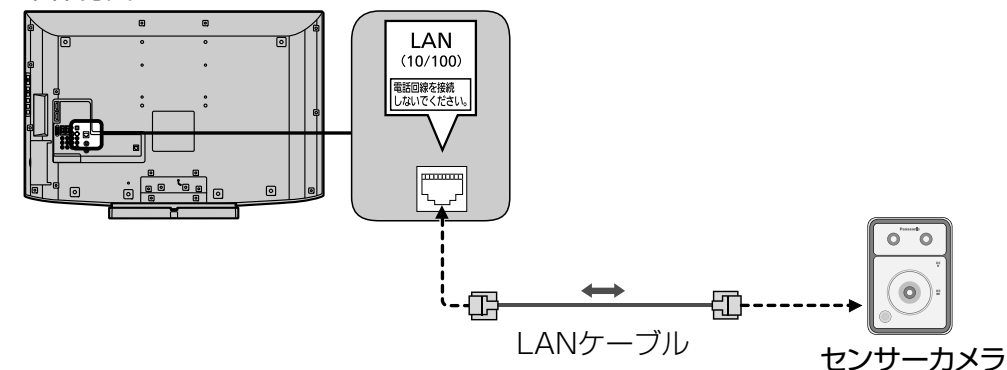 LAN
(10/100)
電話回線を接続
しないでください。
Panasonic
LANケーブル
センサーカメラ